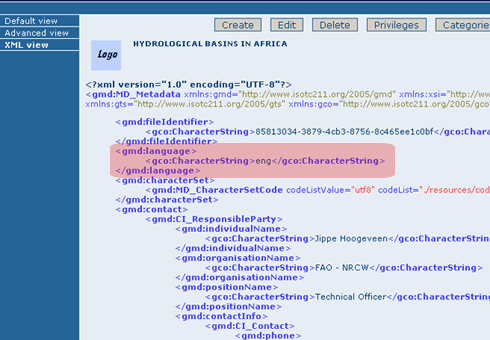 Default view
Advanced view
XML view
Create Edit Delete Privileges Categorie
Logo
HYDROLOGICAL BASINS IN AFRICA
<?xml version="1.0" encoding="UTF-8"?>
<gmd:MD_Metadata xmlns:gmd="http://www.isotc211.org/2005/gmd" xmlns:xsi="http://ww
xmlns:gts="http://www.isotc211.org/2005/gts" xmlns:gco="http://www.isotc211.org/2005/gco
<gmd:fileIdentifier>
<gco:CharacterString>85813034-3879-4cb3-8756-8c465ee1c0bf</gco:Charact
</gmd:fileIdentifier>
<gmd:language>
<gco:CharacterString>eng</gco:CharacterString>
</gmd:language>
<gmd:characterSet>
<gmd:MD_CharacterSetCode codeListValue="utf8" codeList="./resources/cod
</gmd:characterSet>
<gmd:contact>
<gmd:CI_ResponsibleParty>
<gmd:individualName>
<gco:CharacterString>Jippe Hoogeveen</gco:CharacterString>
</gmd:individualName>
<gmd:organisationName>
<gco:CharacterString>FAO - NRCW</gco:CharacterString>
</gmd:organisationName>
<gmd:positionName>
<gco:CharacterString>Technical Officer</gco:CharacterString>
</gmd:positionName>
<gmd:contactInfo>
<gmd:CI_Contact>
<gmd:phone>